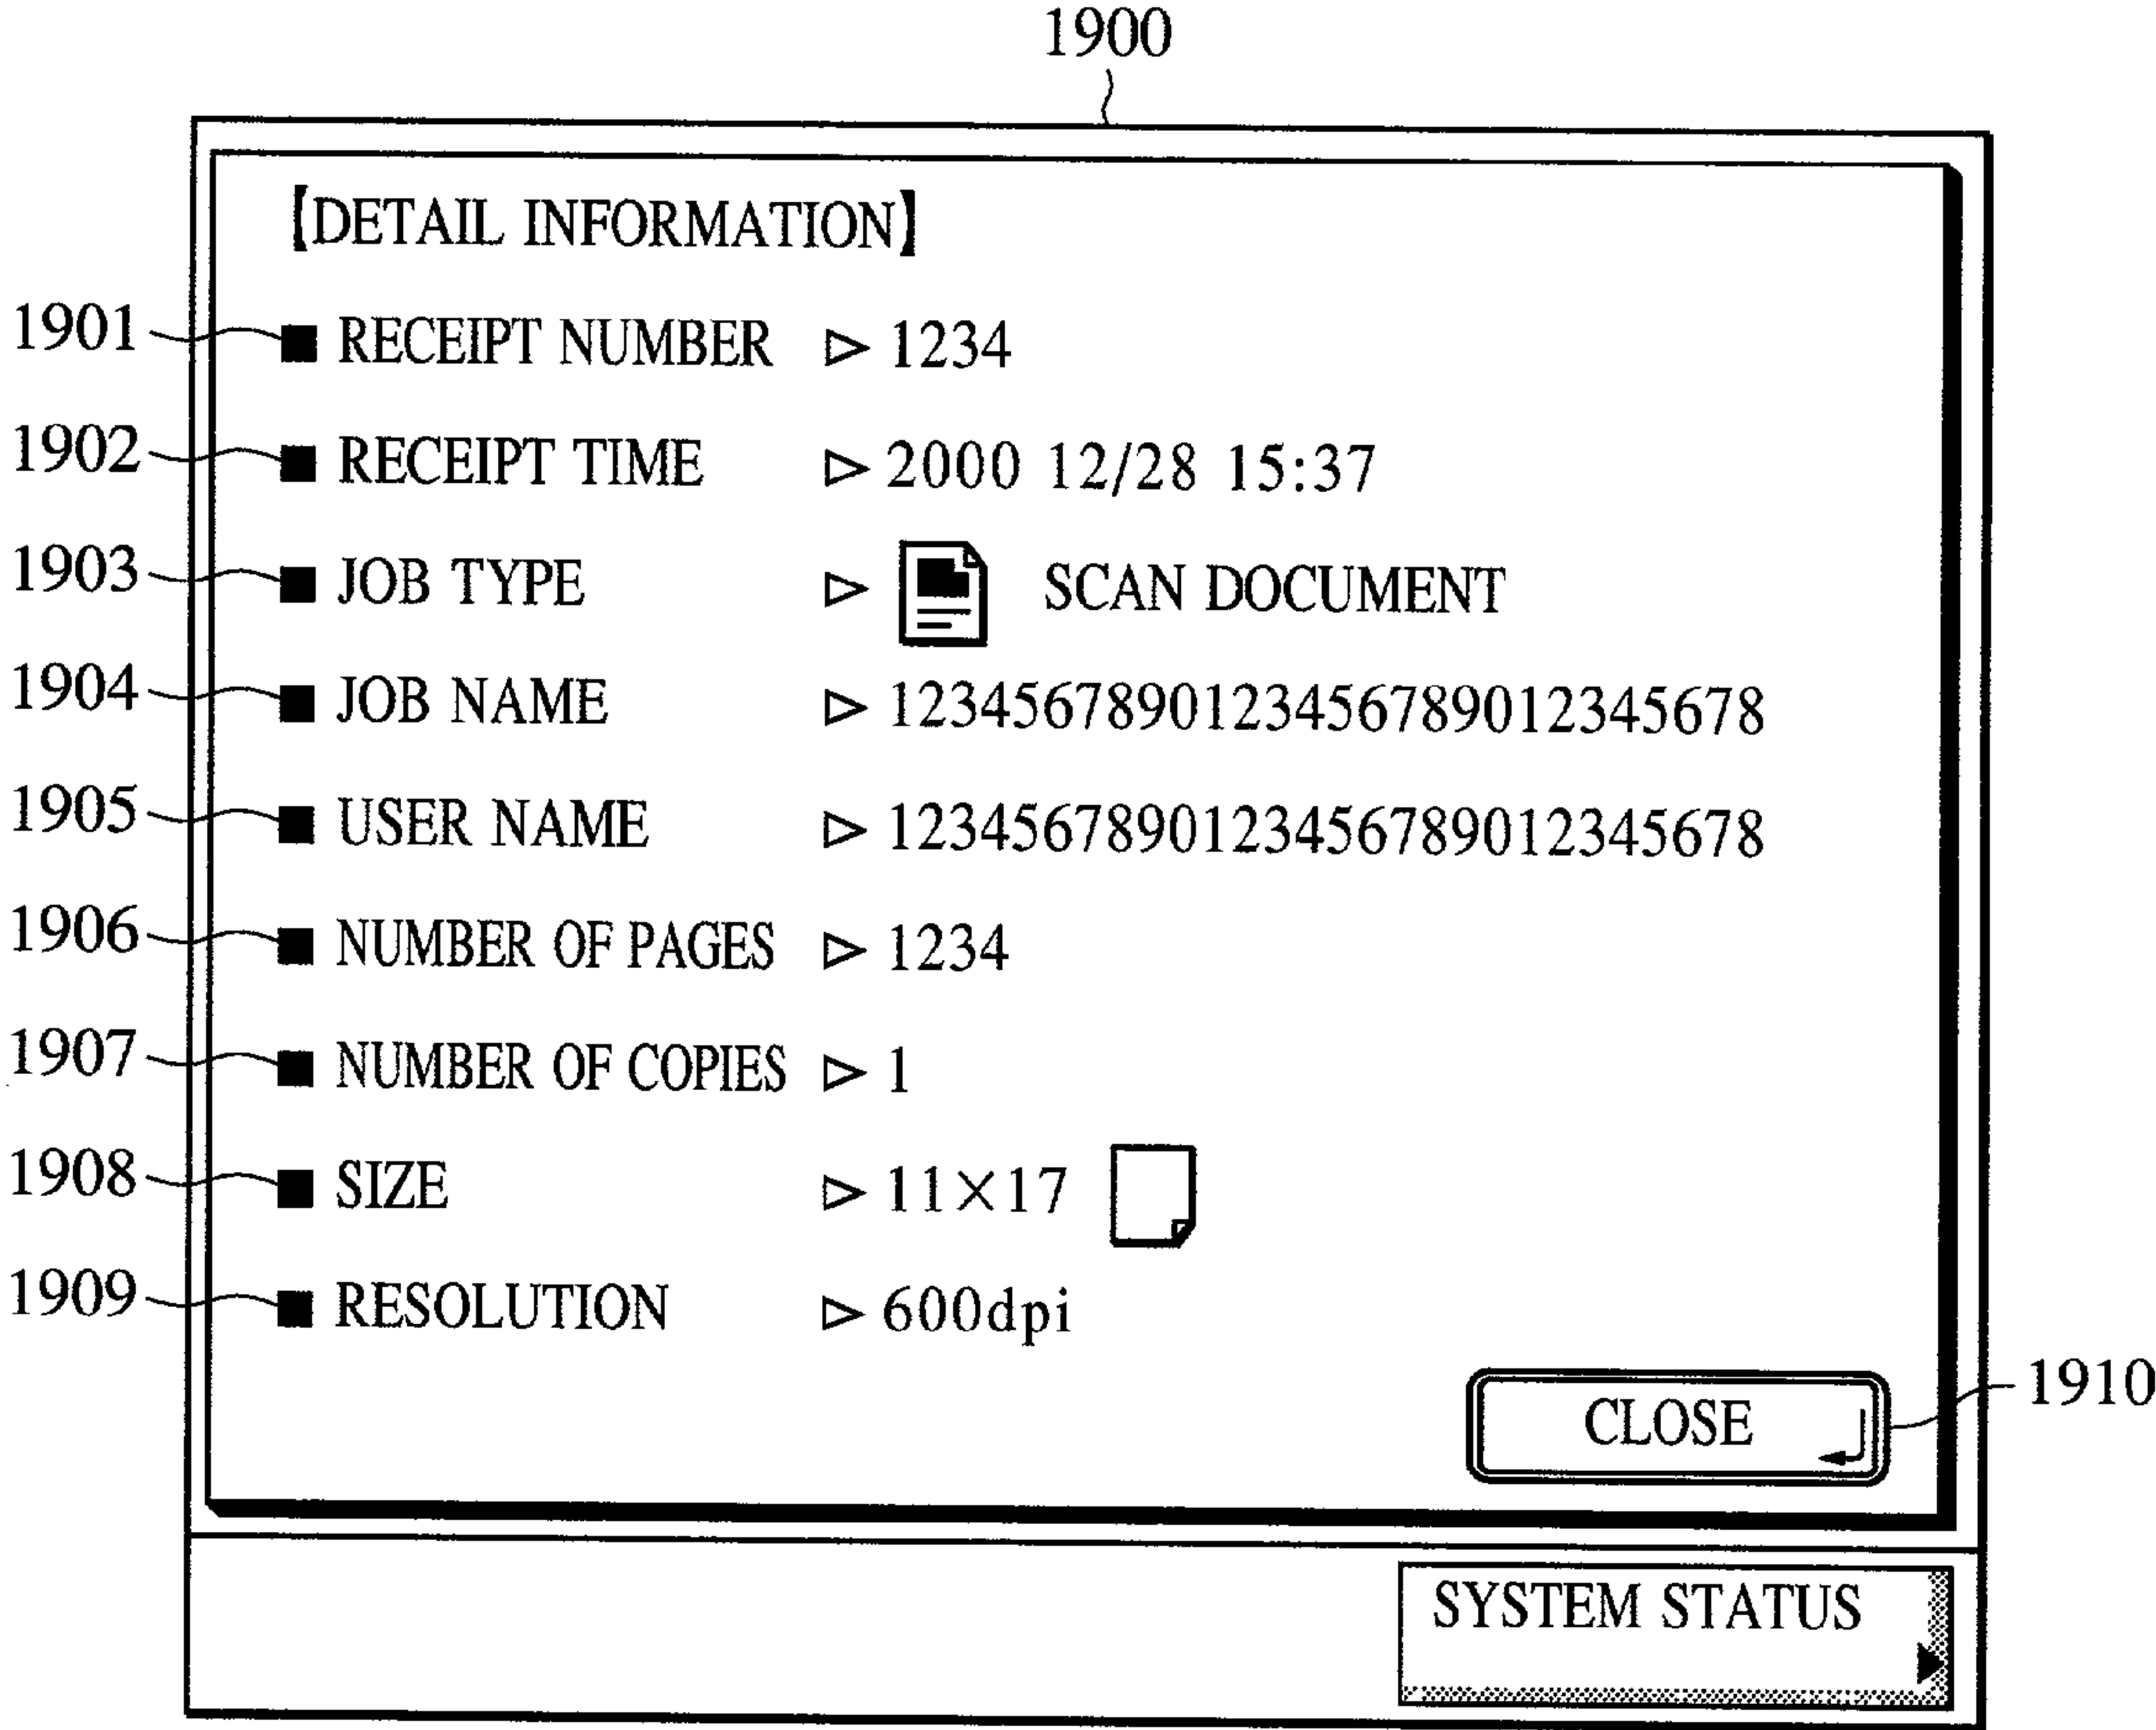 1900
【DETAIL INFORMATION】
1901 ■ RECEIPT NUMBER ▷ 1234
1902 ■ RECEIPT TIME ▷ 2000 12/28 15:37
1903 ■ JOB TYPE ▷ SCAN DOCUMENT
1904 ■ JOB NAME ▷ 1234567890123456789012345678
1905 ■ USER NAME ▷ 1234567890123456789012345678
1906 ■ NUMBER OF PAGES ▷ 1234
1907 ■ NUMBER OF COPIES ▷ 1
1908 ■ SIZE ▷ 11×17
1909 ■ RESOLUTION ▷ 600dpi
CLOSE 1910
SYSTEM STATUS